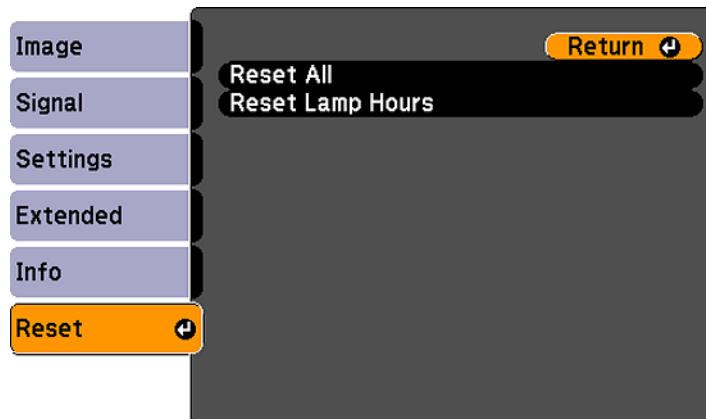 Image
Signal
Settings
Extended
Info
Reset
Return
Reset All
Reset Lamp Hours